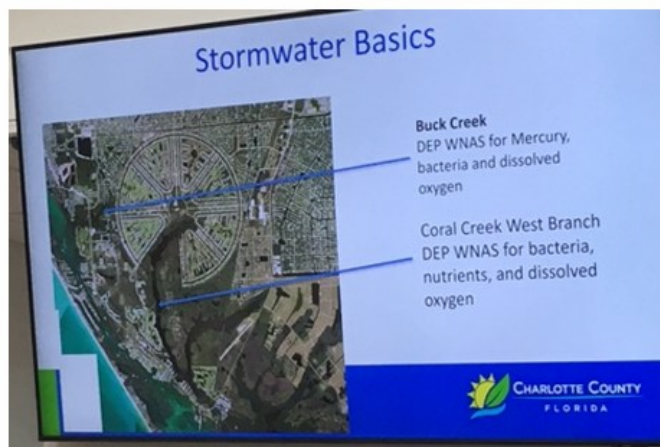 Stormwater Basics
Buck Creek
DEP WNAS for Mercury,
bacteria and dissolved
oxygen
Coral Creek West Branch
DEP WNAS for bacteria,
nutrients, and dissolved
oxygen
CHARLOTTE COUNTY
FLORIDA